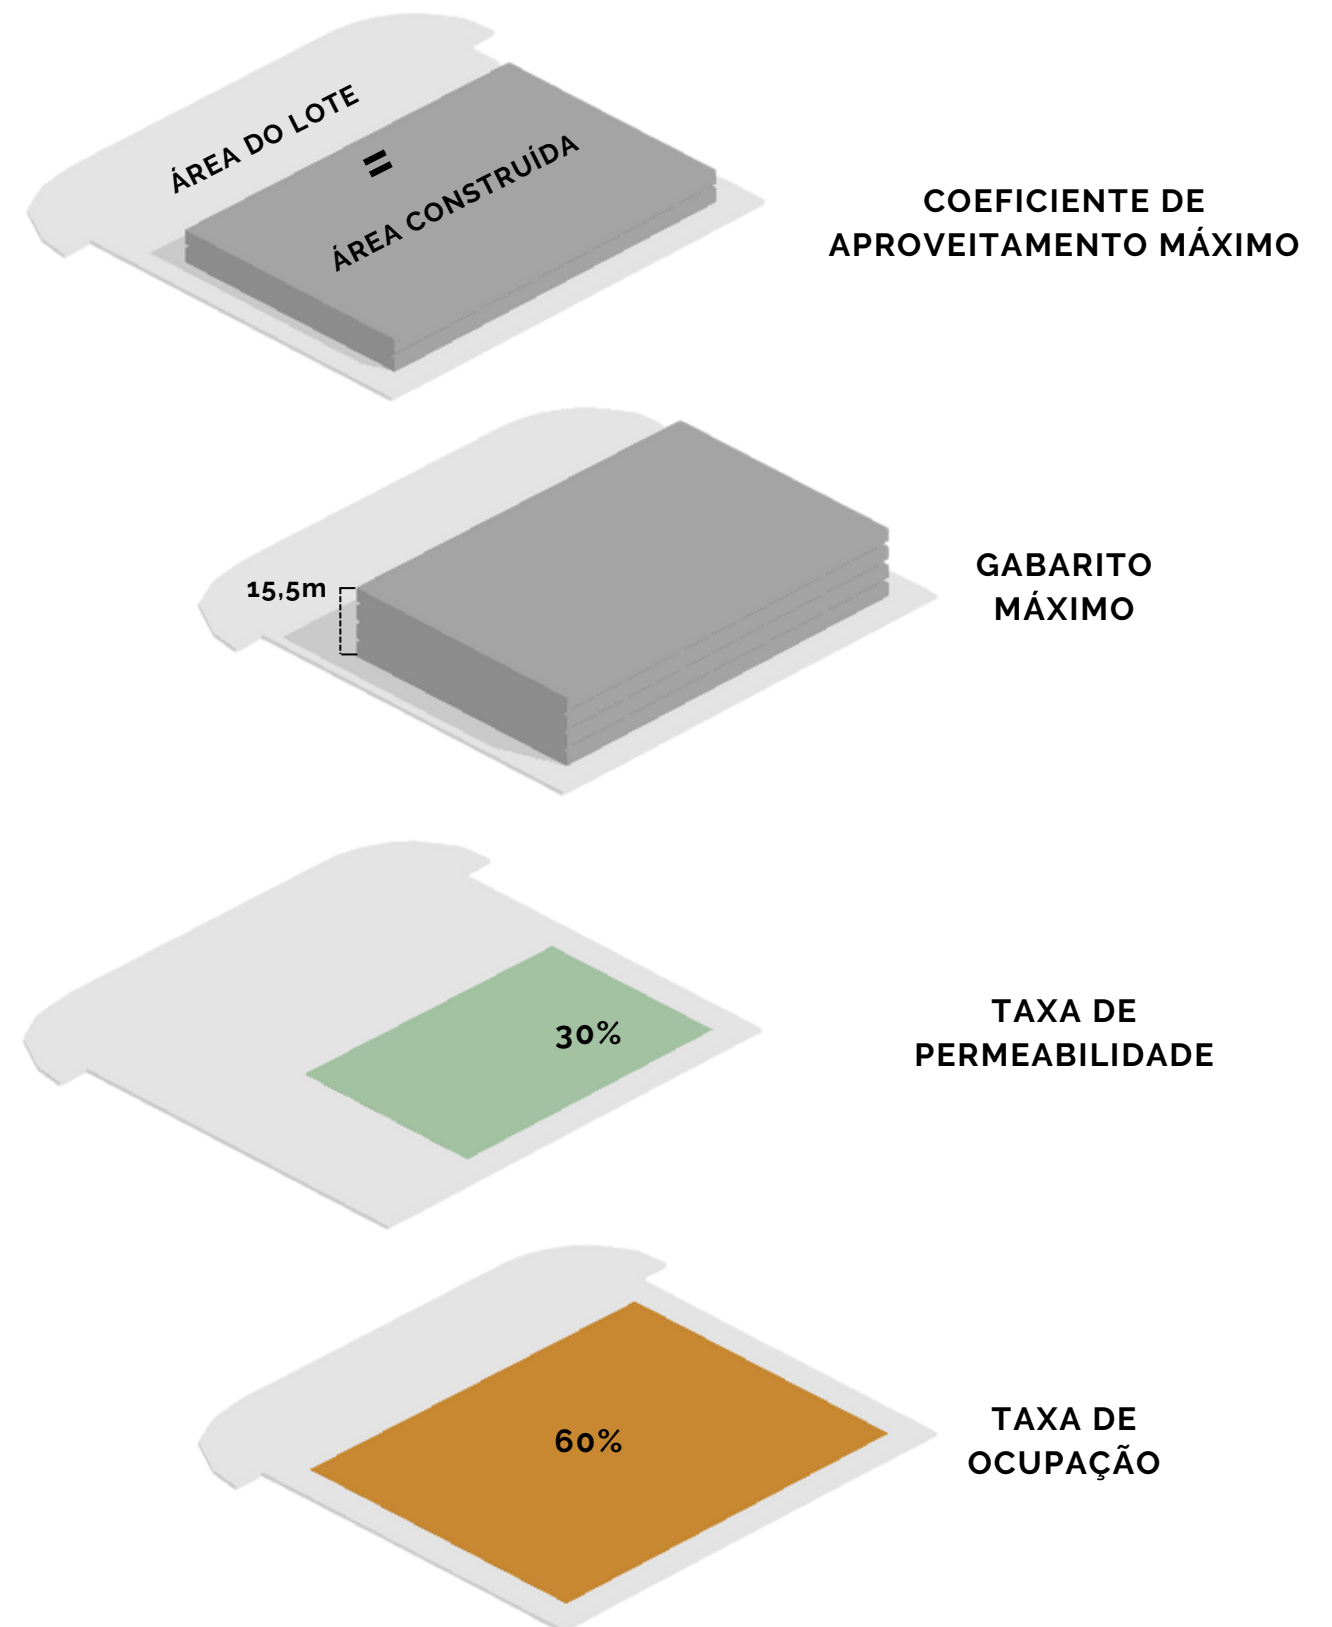 ÁREA DO LOTE
=
ÁREA CONSTRUÍDA
COEFICIENTE DE
APROVEITAMENTO MÁXIMO
15,5m
GABARITO
MÁXIMO
30%
TAXA DE
PERMEABILIDADE
60%
TAXA DE
OCUPAÇÃO